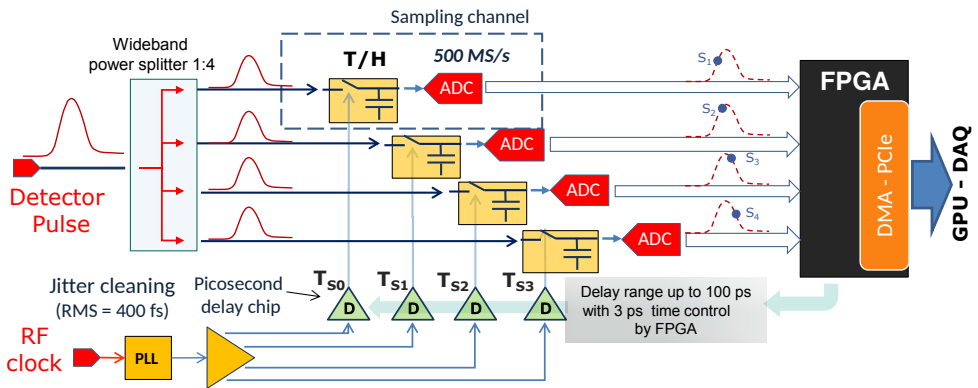 Sampling channel
Wideband
power splitter 1:4
T/H
500 MS/s
ADC
S1
FPGA
ADC
S2
Detector
Pulse
ADC
S3
DMA - PCIe
GPU - DAQ
ADC
S4
Jitter cleaning
(RMS = 400 fs)
Picosecond
delay chip
TS0
TS1
TS2
TS3
D
D
D
D
Delay range up to 100 ps
with 3 ps time control
by FPGA
RF
clock
PLL